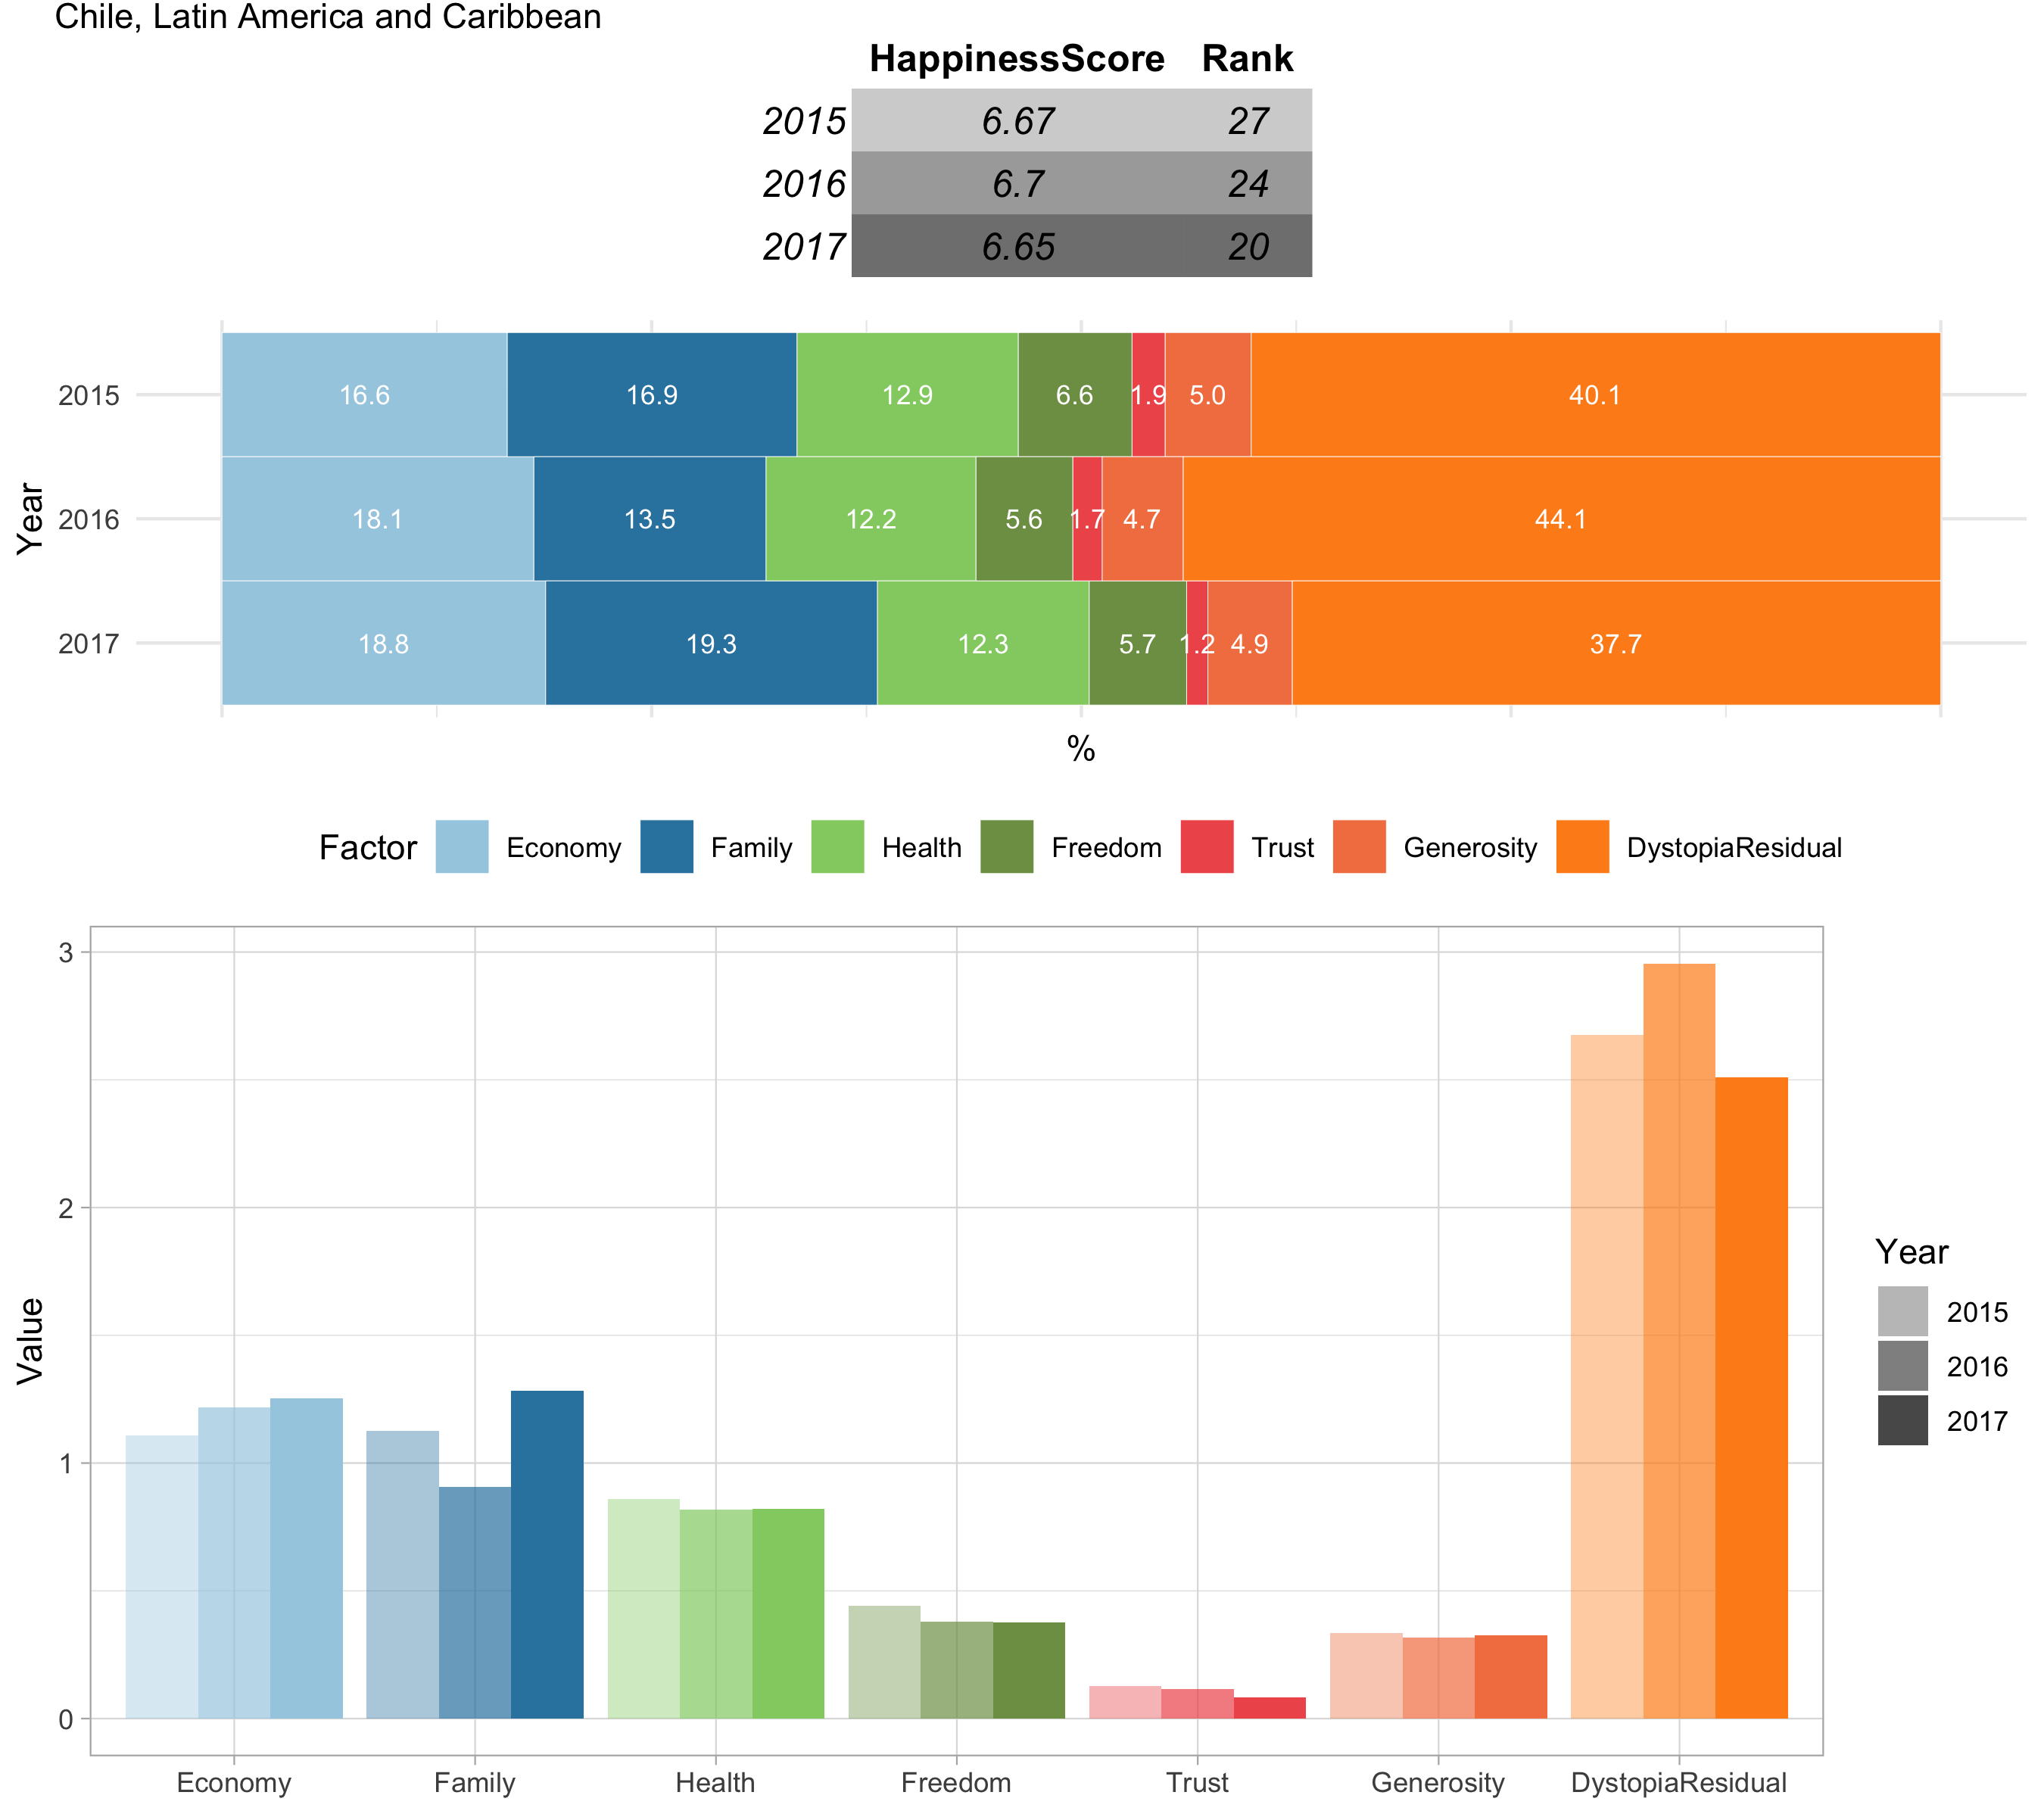 Chile, Latin America and Caribbean
HappinessScore Rank
2015 6.67 27
2016 6.7 24
2017 6.65 20
2015 16.6 16.9 12.9 6.6 1.9 5.0 40.1
2016 18.1 13.5 12.2 5.6 1.7 4.7 44.1
2017 18.8 19.3 12.3 5.7 1.2 4.9 37.7
Year
%
Factor Economy Family Health Freedom Trust Generosity DystopiaResidual
3
2
1
0
Value
Economy Family Health Freedom Trust Generosity DystopiaResidual
Year
2015
2016
2017